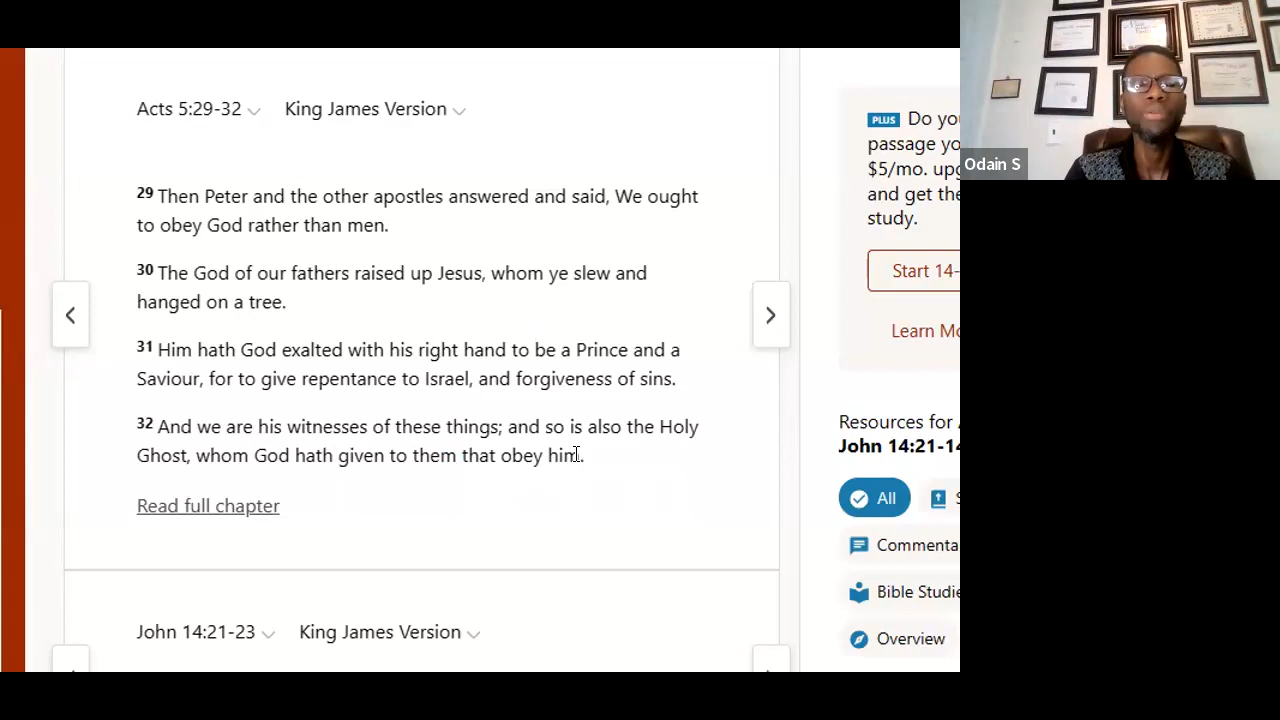 Acts 5:29-32 King James Version
29 Then Peter and the other apostles answered and said, We ought
to obey God rather than men.
30 The God of our fathers raised up Jesus, whom ye slew and
hanged on a tree.
31 Him hath God exalted with his right hand to be a Prince and a
Saviour, for to give repentance to Israel, and forgiveness of sins.
32 And we are his witnesses of these things; and so is also the Holy
Ghost, whom God hath given to them that obey him.
Read full chapter
John 14:21-23 King James Version
PLUS Do yo
passage yo
$5/mo. upg
and get the
study.
Start 14-
Learn Mo
Resources for
John 14:21-14
All
Commenta
Bible Studie
Overview
Odain S